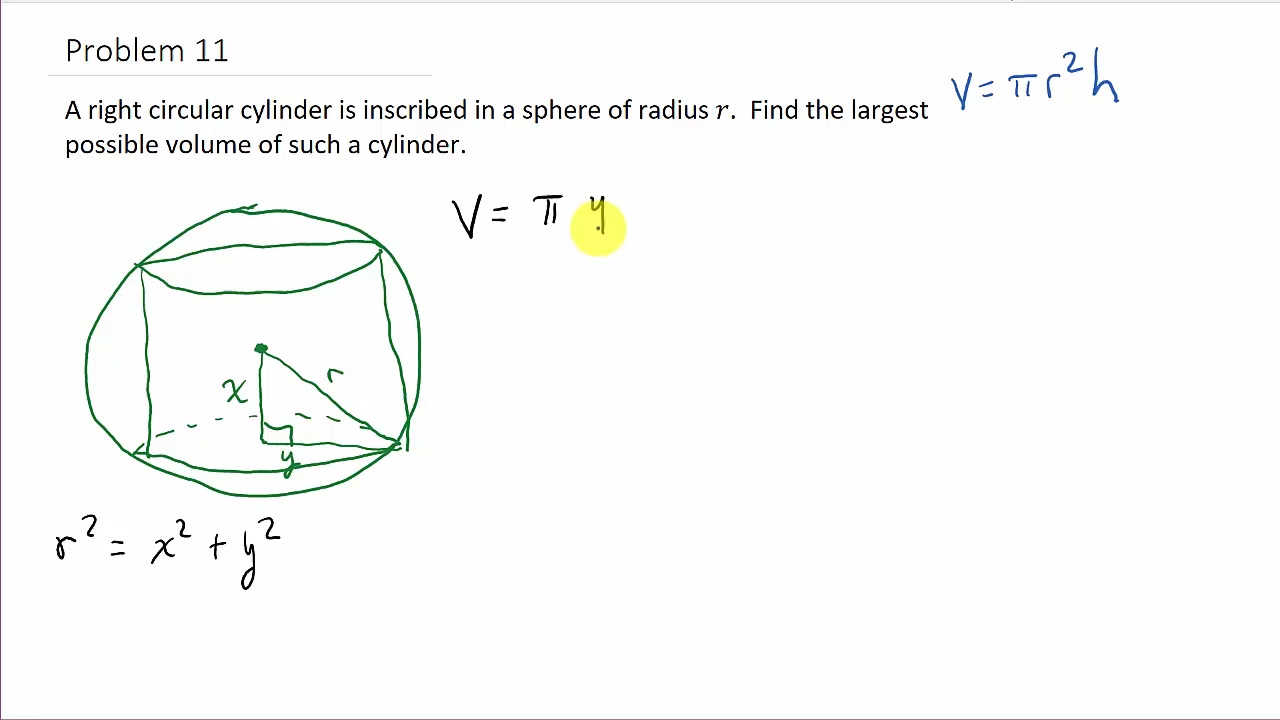 Problem 11
V = πr²h
A right circular cylinder is inscribed in a sphere of radius r. Find the largest
possible volume of such a cylinder.
V = π y
r
x
y
r² = x² + y²